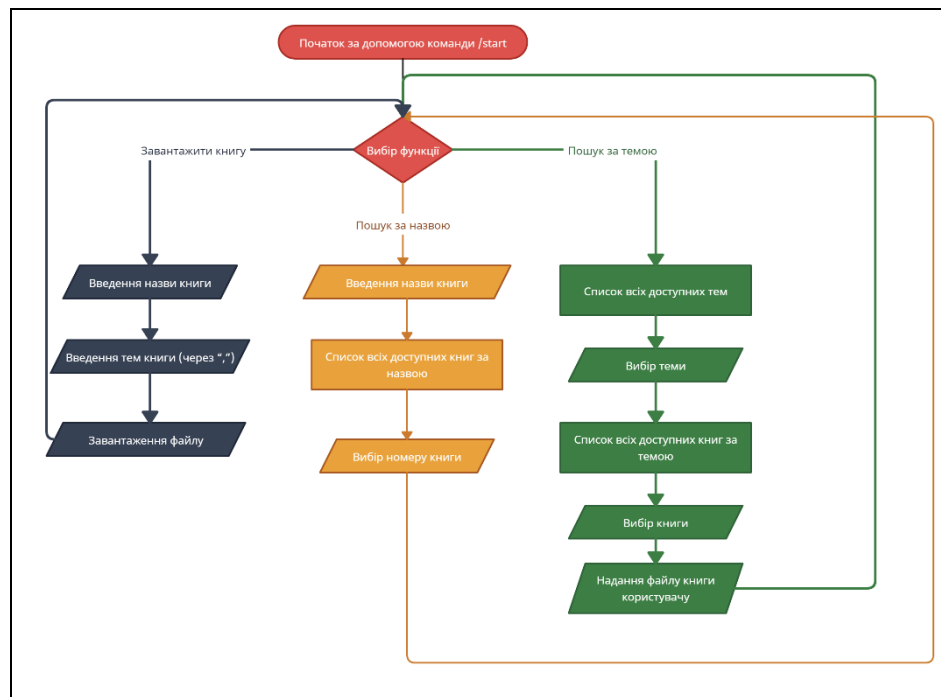 Початок за допомогою команди /start
Вибір функції
Завантажити книгу
Пошук за темою
Пошук за назвою
Введення назви книги
Введення тем книги (через “,”)
Завантаження файлу
Введення назви книги
Список всіх доступних книг за
назвою
Вибір номеру книги
Список всіх доступних тем
Вибір теми
Список всіх доступних книг за
темою
Вибір книги
Надання файлу книги
користувачу